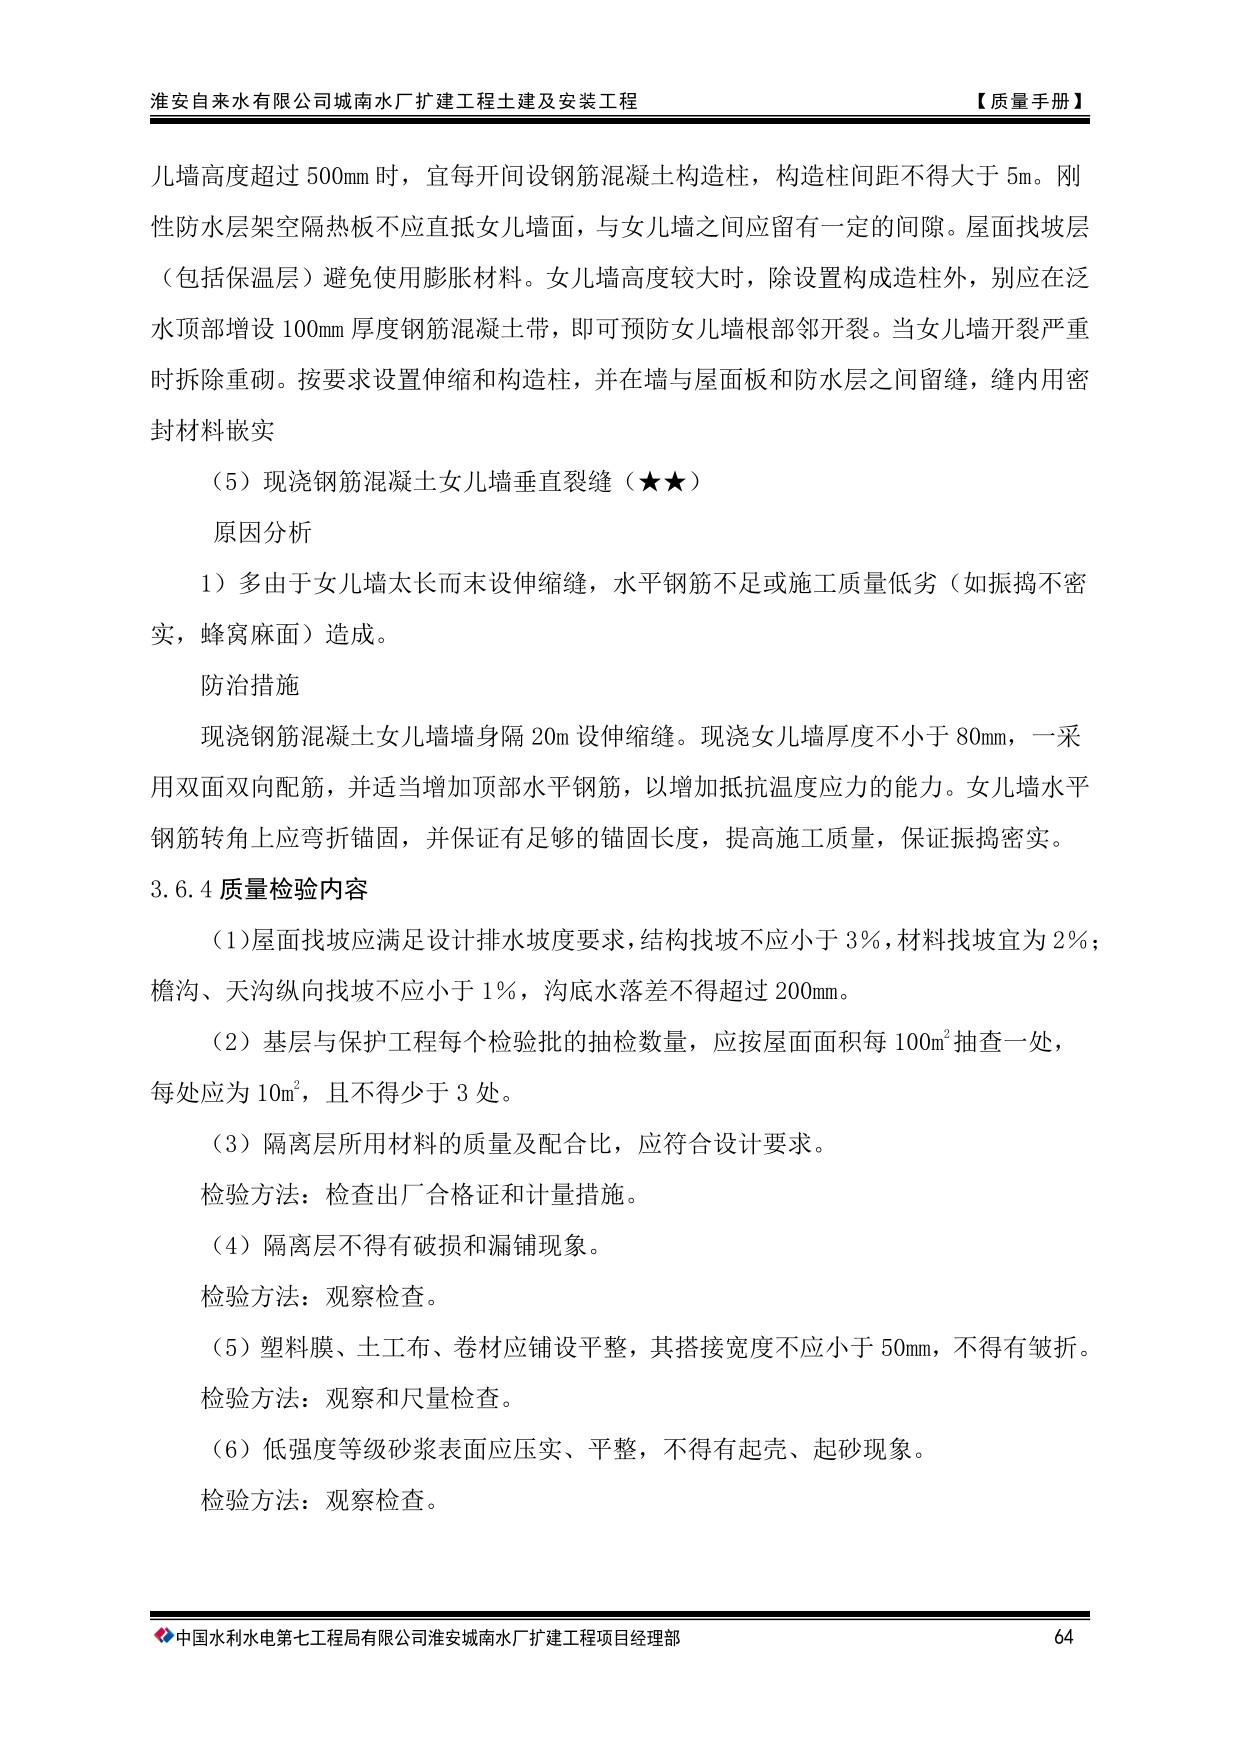 淮安自来水有限公司城南水厂扩建工程土建及安装工程 【质量手册】
儿墙高度超过 500mm 时，宜每开间设钢筋混凝土构造柱，构造柱间距不得大于 5m。刚
性防水层架空隔热板不应直抵女儿墙面，与女儿墙之间应留有一定的间隙。屋面找坡层
（包括保温层）避免使用膨胀材料。女儿墙高度较大时，除设置构成造柱外，别应在泛
水顶部增设 100mm 厚度钢筋混凝土带，即可预防女儿墙根部邻开裂。当女儿墙开裂严重
时拆除重砌。按要求设置伸缩和构造柱，并在墙与屋面板和防水层之间留缝，缝内用密
封材料嵌实
（5）现浇钢筋混凝土女儿墙垂直裂缝（★★）
原因分析
1）多由于女儿墙太长而末设伸缩缝，水平钢筋不足或施工质量低劣（如振捣不密
实，蜂窝麻面）造成。
防治措施
现浇钢筋混凝土女儿墙墙身隔 20m 设伸缩缝。现浇女儿墙厚度不小于 80mm，一采
用双面双向配筋，并适当增加顶部水平钢筋，以增加抵抗温度应力的能力。女儿墙水平
钢筋转角上应弯折锚固，并保证有足够的锚固长度，提高施工质量，保证振捣密实。
3.6.4 质量检验内容
（1）屋面找坡应满足设计排水坡度要求，结构找坡不应小于 3％，材料找坡宜为 2％；
檐沟、天沟纵向找坡不应小于 1％，沟底水落差不得超过 200mm。
（2）基层与保护工程每个检验批的抽检数量，应按屋面面积每 100m²抽查一处，
每处应为 10m²，且不得少于 3 处。
（3）隔离层所用材料的质量及配合比，应符合设计要求。
检验方法：检查出厂合格证和计量措施。
（4）隔离层不得有破损和漏铺现象。
检验方法：观察检查。
（5）塑料膜、土工布、卷材应铺设平整，其搭接宽度不应小于 50mm，不得有皱折。
检验方法：观察和尺量检查。
（6）低强度等级砂浆表面应压实、平整，不得有起壳、起砂现象。
检验方法：观察检查。
中国水利水电第七工程局有限公司淮安城南水厂扩建工程项目经理部 64